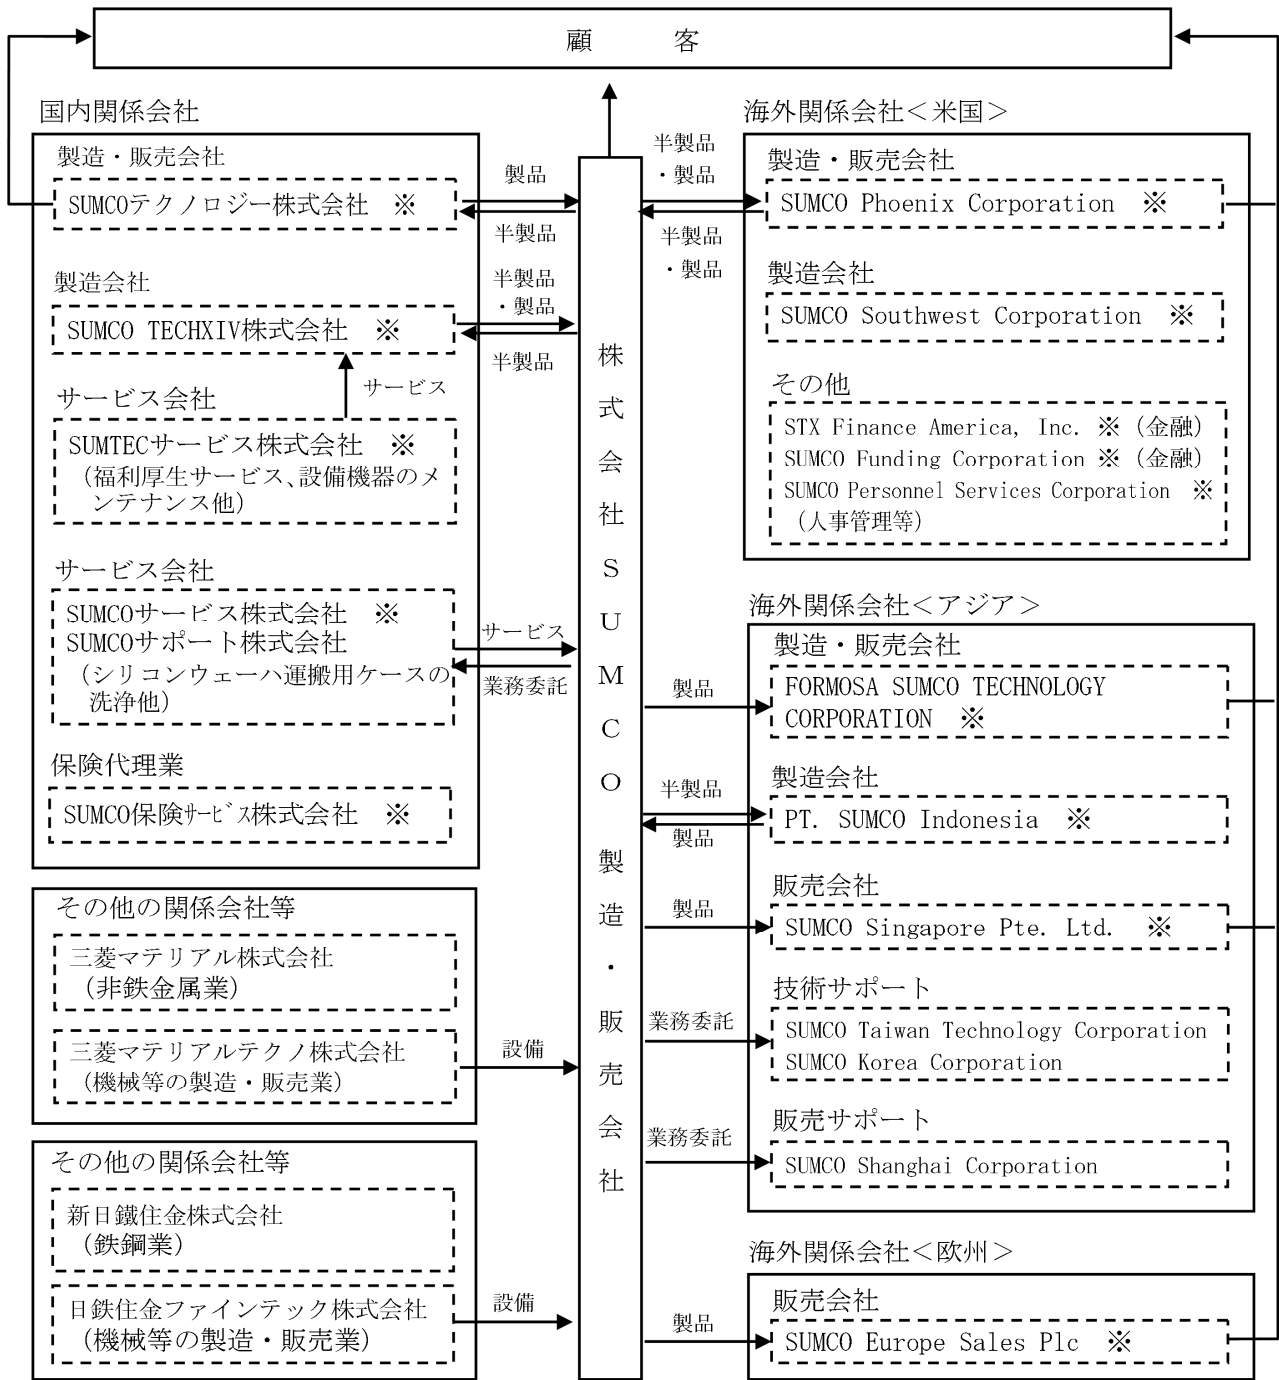 顧 客
国内関係会社
製造・販売会社
SUMCOテクノロジー株式会社 ※
製品
半製品
製造会社
SUMCO TECHXIV株式会社 ※
半製品
・製品
半製品
サービス
サービス会社
SUMTECサービス株式会社 ※
(福利厚生サービス、設備機器のメ
ンテナンス他)
サービス会社
SUMCOサービス株式会社 ※
SUMCOサポート株式会社
(シリコンウェーハ運搬用ケースの
洗浄他)
サービス
業務委託
保険代理業
SUMCO保険ｻｰﾋﾞｽ株式会社 ※
その他の関係会社等
三菱マテリアル株式会社
(非鉄金属業)
三菱マテリアルテクノ株式会社
(機械等の製造・販売業)
設備
その他の関係会社等
新日鐵住金株式会社
(鉄鋼業)
日鉄住金ファインテック株式会社
(機械等の製造・販売業)
設備
株式会社SUMCO 製造・販売会社
海外関係会社＜米国＞
半製品
・製品
半製品
・製品
製造・販売会社
SUMCO Phoenix Corporation ※
製造会社
SUMCO Southwest Corporation ※
その他
STX Finance America, Inc. ※ (金融)
SUMCO Funding Corporation ※ (金融)
SUMCO Personnel Services Corporation ※
(人事管理等)
海外関係会社＜アジア＞
製造・販売会社
製品
FORMOSA SUMCO TECHNOLOGY
CORPORATION ※
製造会社
半製品
製品
PT. SUMCO Indonesia ※
販売会社
製品
SUMCO Singapore Pte. Ltd. ※
技術サポート
業務委託
SUMCO Taiwan Technology Corporation
SUMCO Korea Corporation
販売サポート
業務委託
SUMCO Shanghai Corporation
海外関係会社＜欧州＞
販売会社
製品
SUMCO Europe Sales Plc ※